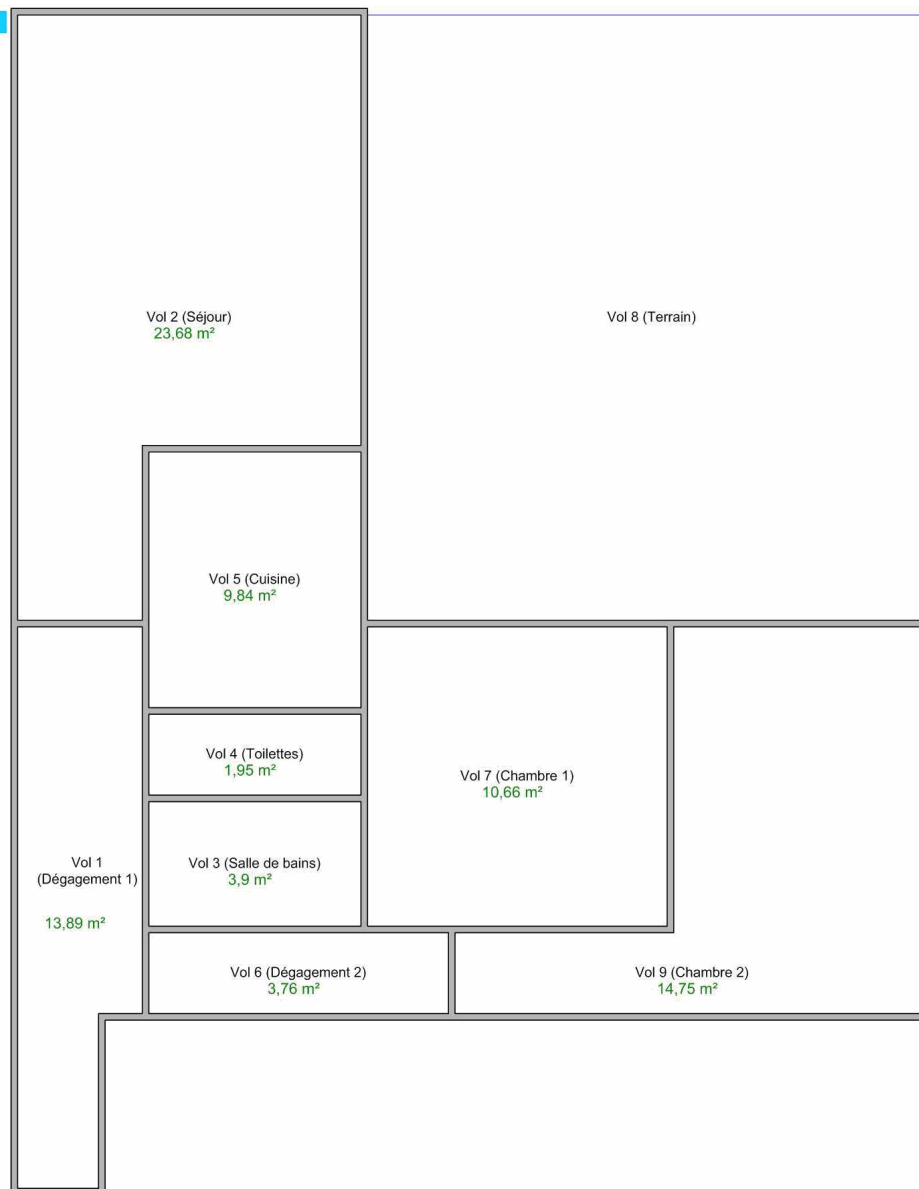 Vol 2 (Séjour)
23,68 m²
Vol 8 (Terrain)
Vol 5 (Cuisine)
9,84 m²
Vol 4 (Toilettes)
1,95 m²
Vol 7 (Chambre 1)
10,66 m²
Vol 3 (Salle de bains)
3,9 m²
Vol 1
(Dégagement 1)
13,89 m²
Vol 6 (Dégagement 2)
3,76 m²
Vol 9 (Chambre 2)
14,75 m²